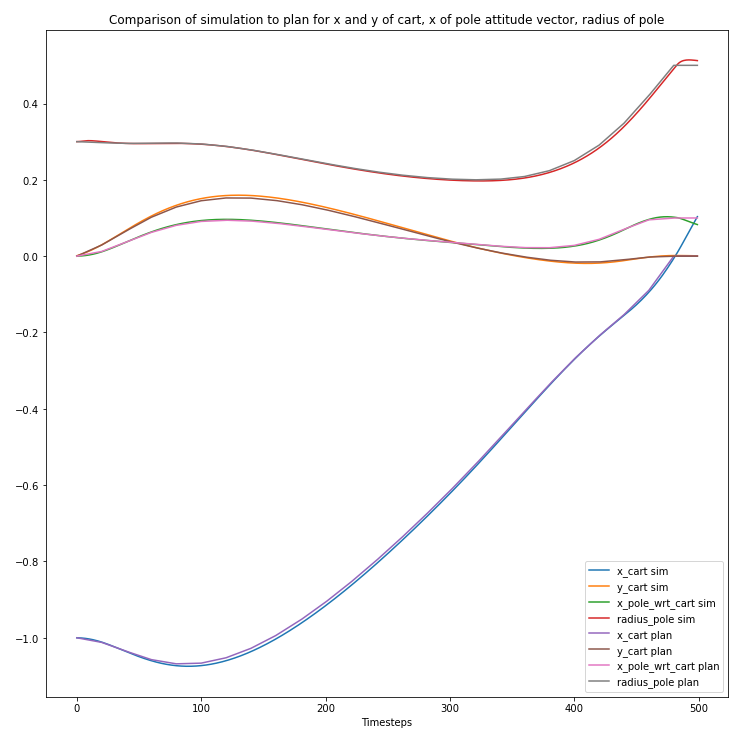 Comparison of simulation to plan for x and y of cart, x of pole attitude vector, radius of pole
0.4
0.2
0.0
−0.2
−0.4
−0.6
−0.8
−1.0
x_cart sim
y_cart sim
x_pole_wrt_cart sim
radius_pole sim
x_cart plan
y_cart plan
x_pole_wrt_cart plan
radius_pole plan
0 100 200 300 400 500
Timesteps